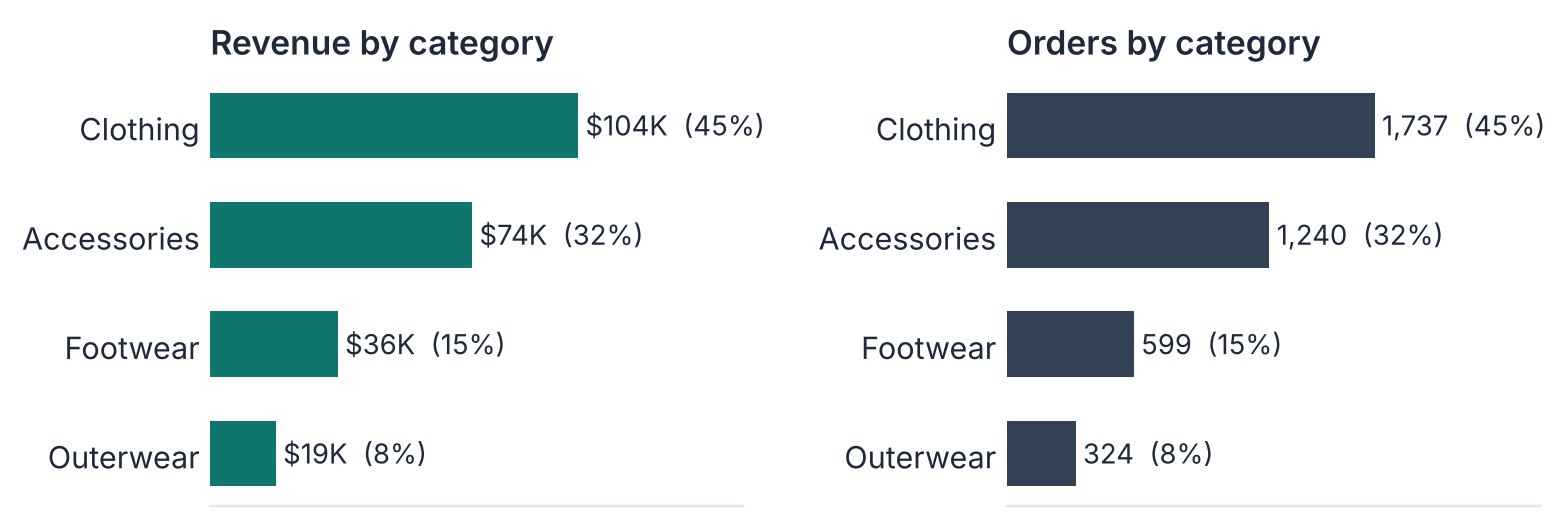 Revenue by category
Clothing $104K (45%)
Accessories $74K (32%)
Footwear $36K (15%)
Outerwear $19K (8%)
Orders by category
Clothing 1,737 (45%)
Accessories 1,240 (32%)
Footwear 599 (15%)
Outerwear 324 (8%)